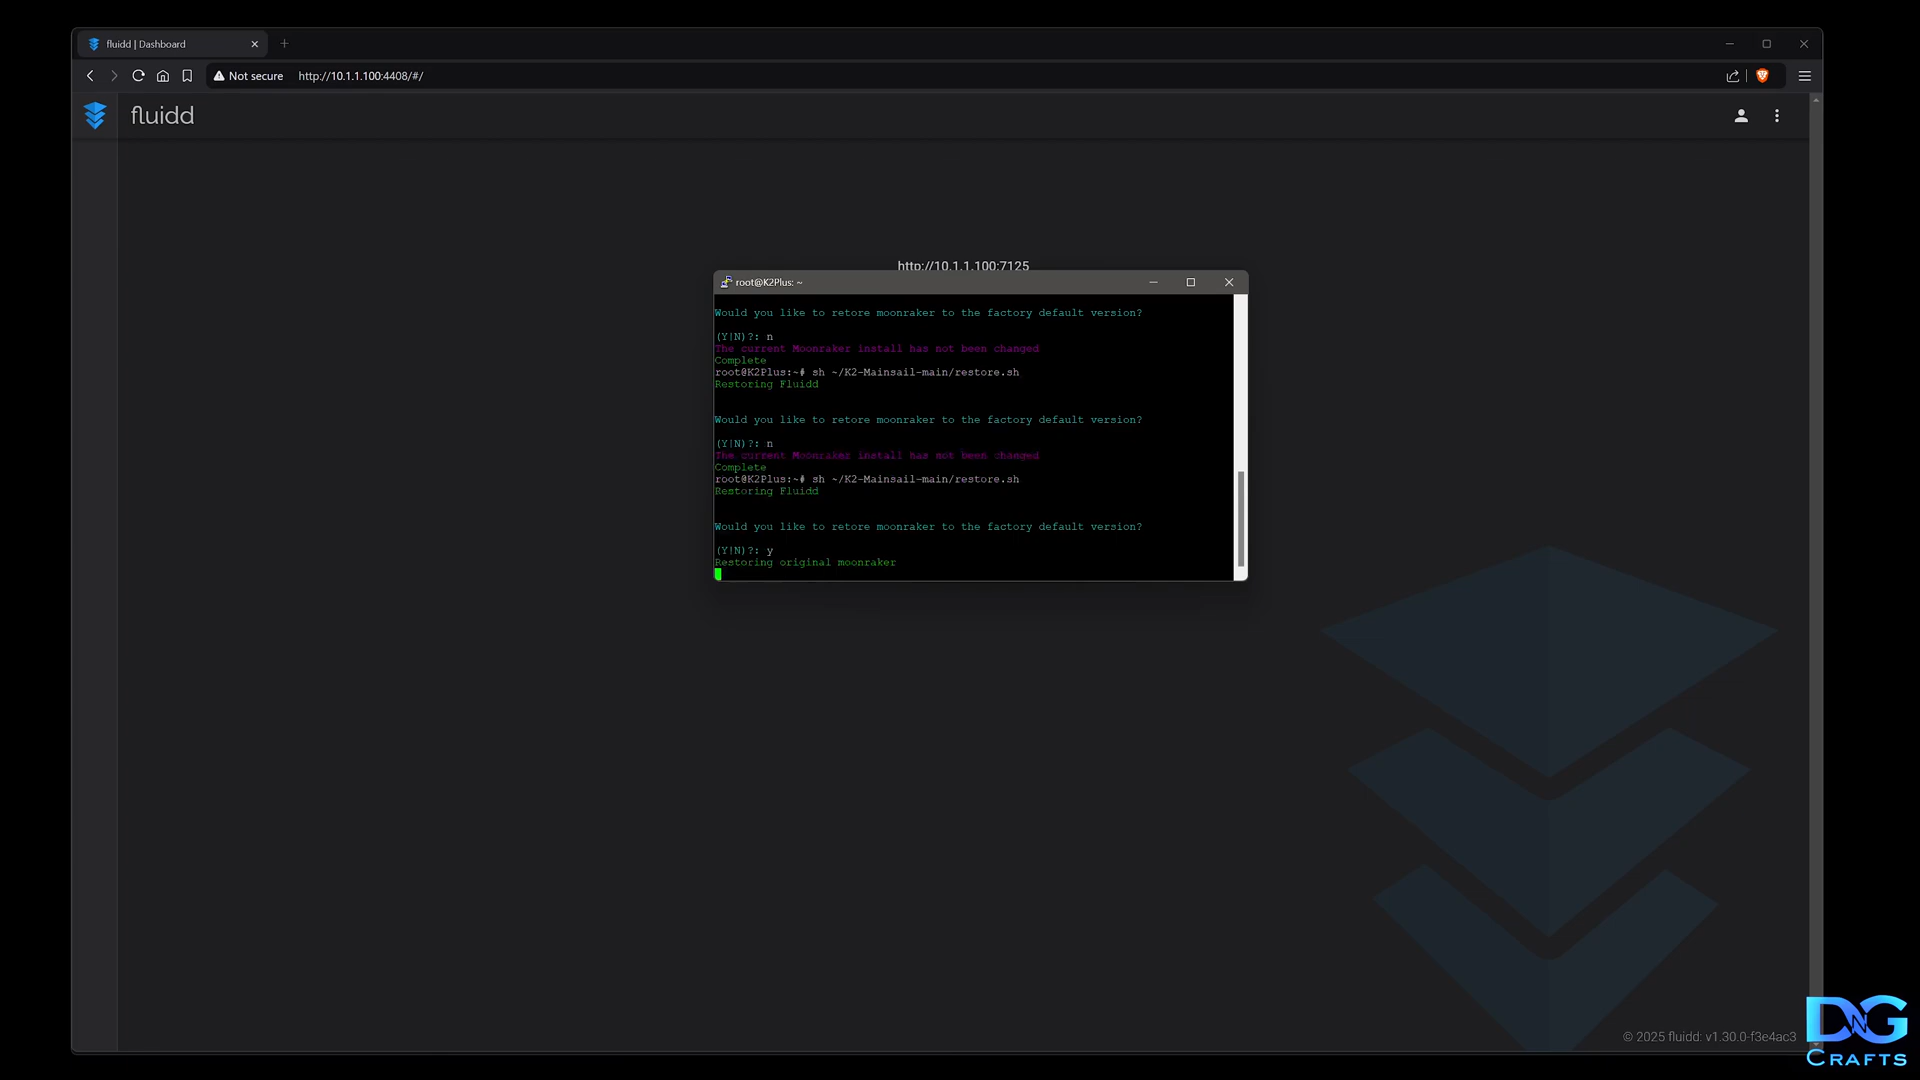 fluidd | Dashboard
Not secure
http://10.1.1.100:4408/#/
fluidd
http://10.1.1.100:7125
root@K2Plus: ~
Would you like to retore moonraker to the factory default version?
(Y|N)?: n
The current Moonraker install has not been changed
Complete
root@K2Plus:~# sh ~/K2-Mainsail-main/restore.sh
Restoring Fluidd
Would you like to retore moonraker to the factory default version?
(Y|N)?: n
The current Moonraker install has not been changed
Complete
root@K2Plus:~# sh ~/K2-Mainsail-main/restore.sh
Restoring Fluidd
Would you like to retore moonraker to the factory default version?
(Y|N)?: y
Restoring original moonraker
© 2025 fluidd: v1.30.0-f3e4ac3
DNG
CRAFTS